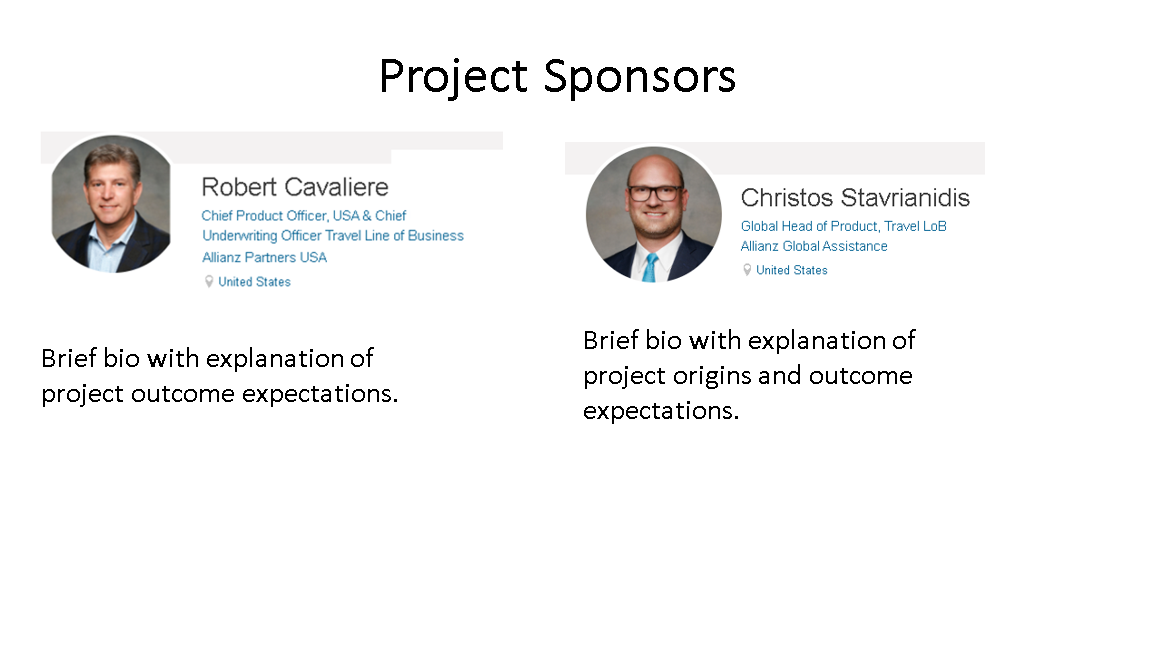 Project Sponsors
Robert Cavaliere
Chief Product Officer, USA & Chief
Underwriting Officer Travel Line of Business
Allianz Partners USA
United States
Brief bio with explanation of
project outcome expectations.
Christos Stavrianidis
Global Head of Product, Travel LoB
Allianz Global Assistance
United States
Brief bio with explanation of
project origins and outcome
expectations.